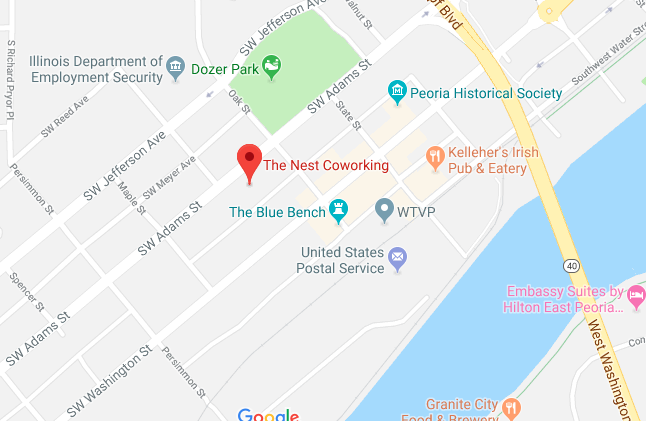 SW Jefferson Ave
Walnut St
of Blvd
S Richard Pryor Pl
Illinois Department of
Employment Security
Dozer Park
SW Adams St
Southwest Water Street
SW Reed Ave
Oak St
State St
Peoria Historical Society
SW Jefferson Ave
SW Meyer Ave
The Nest Coworking
Kelleher's Irish
Pub & Eatery
Persimmon St
Maple St
SW Adams St
The Blue Bench
WTVP
United States
Postal Service
40
Spencer St
SW Adams St
Embassy Suites by
Hilton East Peoria...
SW Washington St
Persimmon St
West Washington
Con
Granite City
Food & Brewery
Google